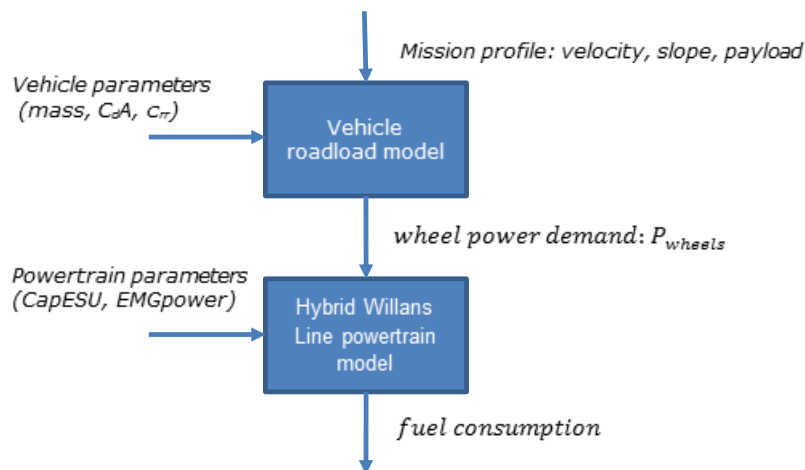 Mission profile: velocity, slope, payload
Vehicle parameters
(mass, CdA, crr)
Vehicle
roadload model
wheel power demand: Pwheels
Powertrain parameters
(CapESU, EMGpower)
Hybrid Willans
Line powertrain
model
fuel consumption